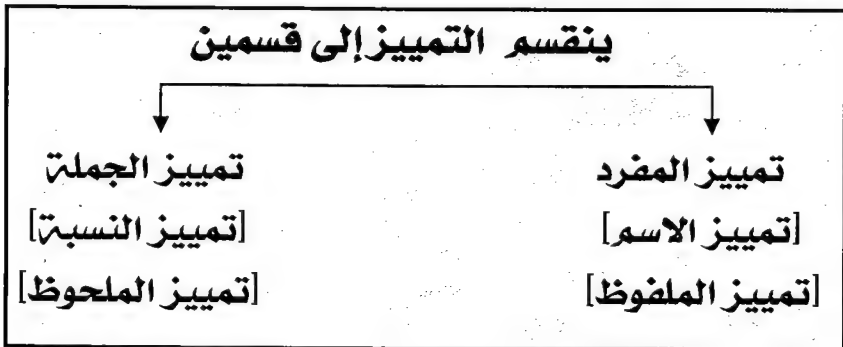 ينقسم التمييز إلى قسمين
تمييز المفرد
[تمييز الاسم]
[تمييز الملفوظ]
تمييز الجملة
[تمييز النسبة]
[تمييز الملحوظ]